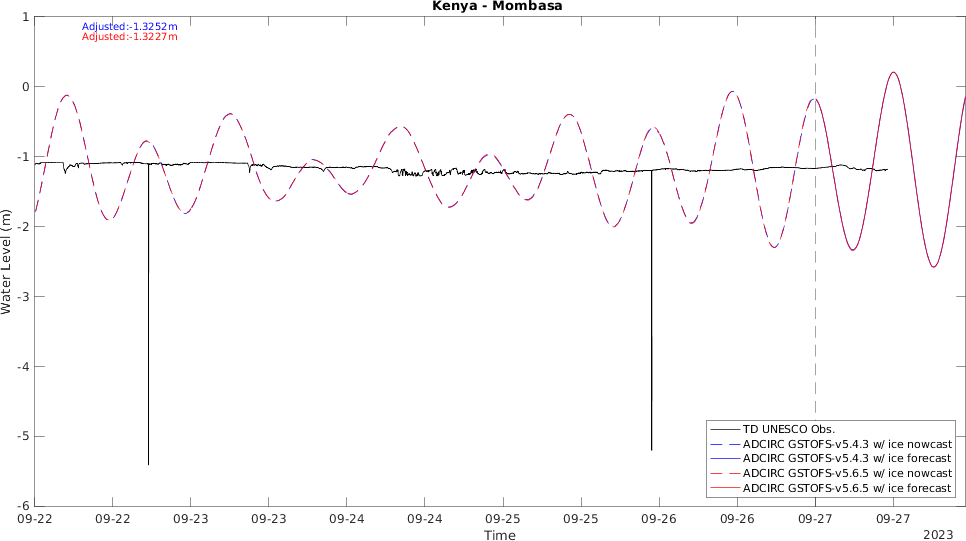 Kenya - Mombasa
Adjusted:-1.3252m
Adjusted:-1.3227m
1
0
-1
-2
-3
-4
-5
-6
Water Level (m)
TD UNESCO Obs.
ADCIRC GSTOFS-v5.4.3 w/ ice nowcast
ADCIRC GSTOFS-v5.4.3 w/ ice forecast
ADCIRC GSTOFS-v5.6.5 w/ ice nowcast
ADCIRC GSTOFS-v5.6.5 w/ ice forecast
09-22 09-22 09-23 09-23 09-24 09-24 09-25 09-25 09-26 09-26 09-27 09-27
Time
2023